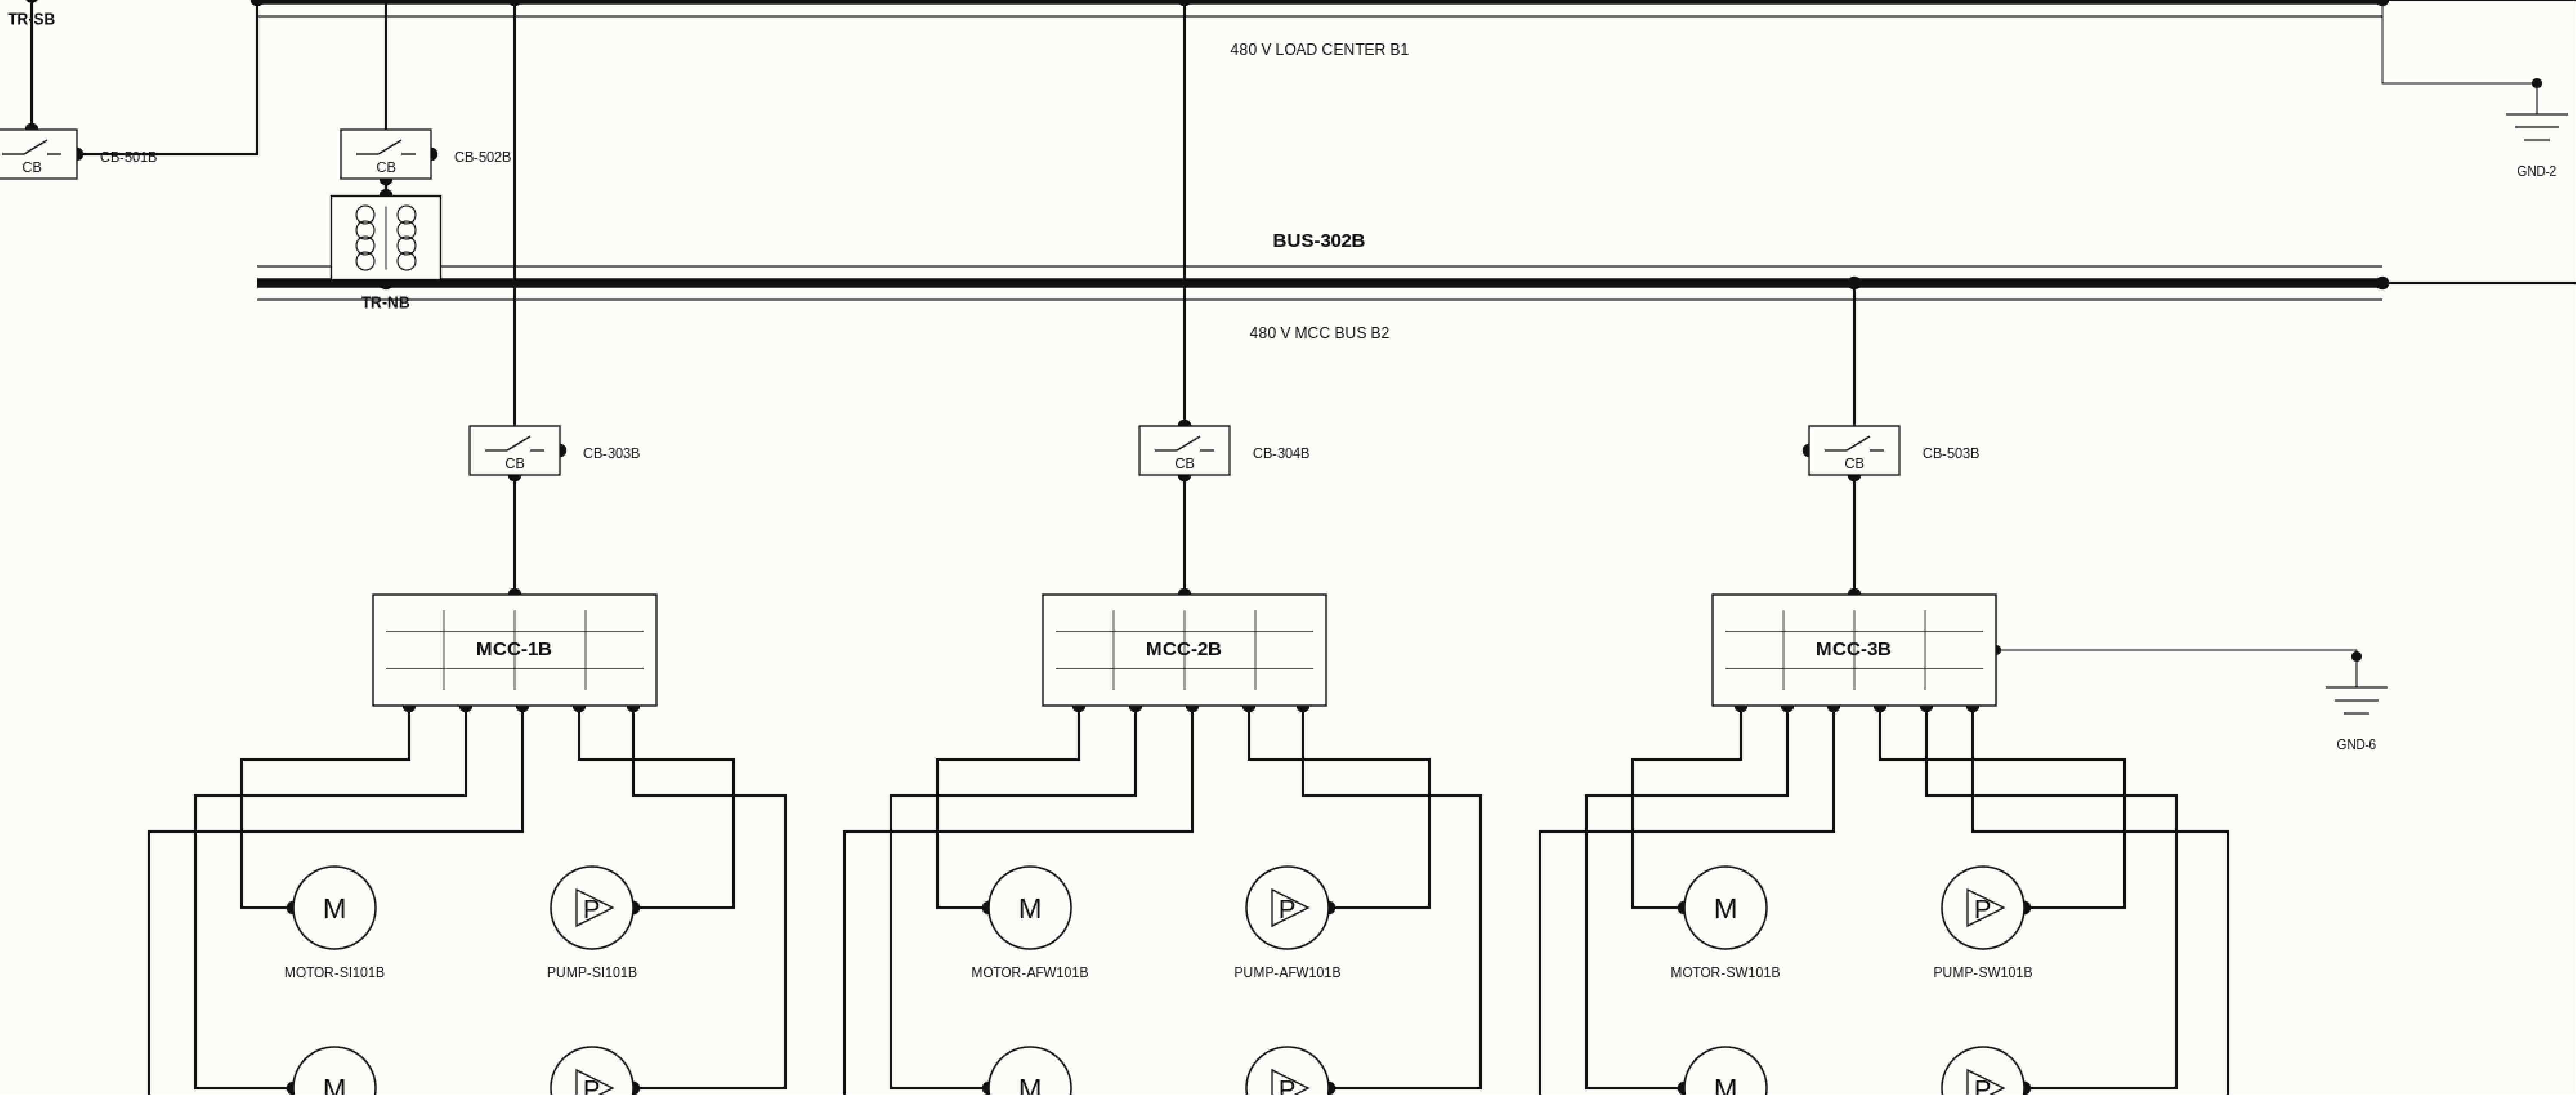 TR-SB
480 V LOAD CENTER B1
CB
CB-501B
CB
CB-502B
GND-2
BUS-302B
TR-NB
480 V MCC BUS B2
CB
CB-303B
CB
CB-304B
CB
CB-503B
MCC-1B
MCC-2B
MCC-3B
GND-6
M
P
M
P
M
P
MOTOR-SI101B
PUMP-SI101B
MOTOR-AFW101B
PUMP-AFW101B
MOTOR-SW101B
PUMP-SW101B
M
P
M
P
M
P